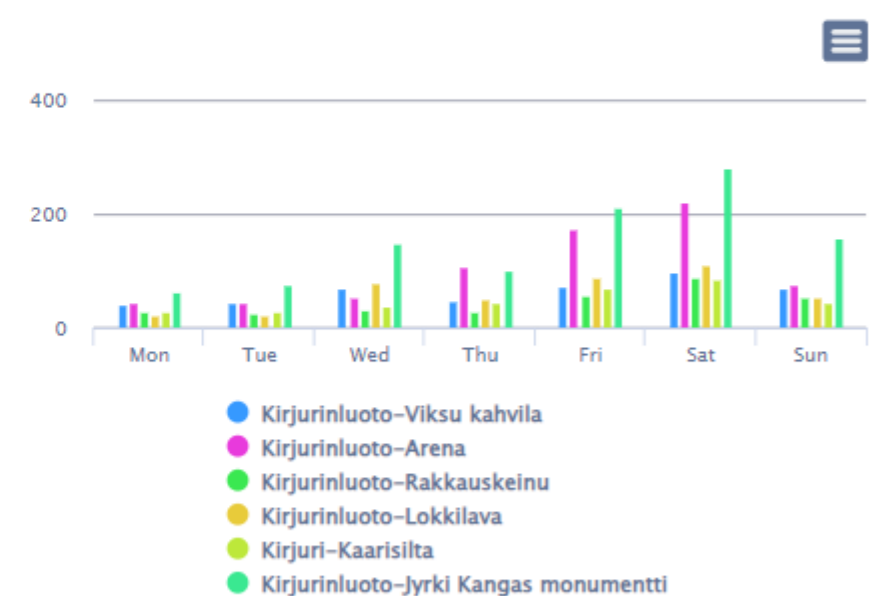 400
200
0
Mon Tue Wed Thu Fri Sat Sun
Kirjurinluoto-Viksu kahvila
Kirjurinluoto-Arena
Kirjurinluoto-Rakkauskeinu
Kirjurinluoto-Lokkilava
Kirjuri-Kaarisilta
Kirjurinluoto-Jyrki Kangas monumentti